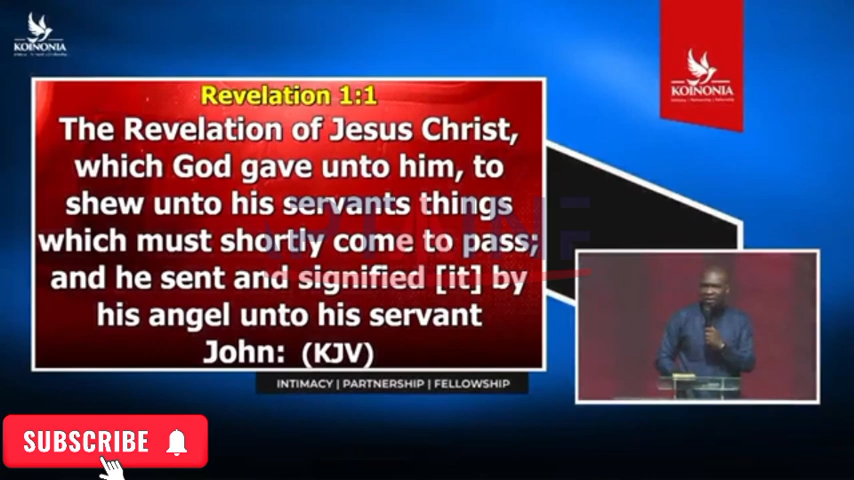 KOINONIA
KOINONIA
Revelation 1:1
The Revelation of Jesus Christ,
which God gave unto him, to
shew unto his servants things
which must shortly come to pass;
and he sent and signified [it] by
his angel unto his servant
John: (KJV)
INTIMACY | PARTNERSHIP | FELLOWSHIP
SUBSCRIBE